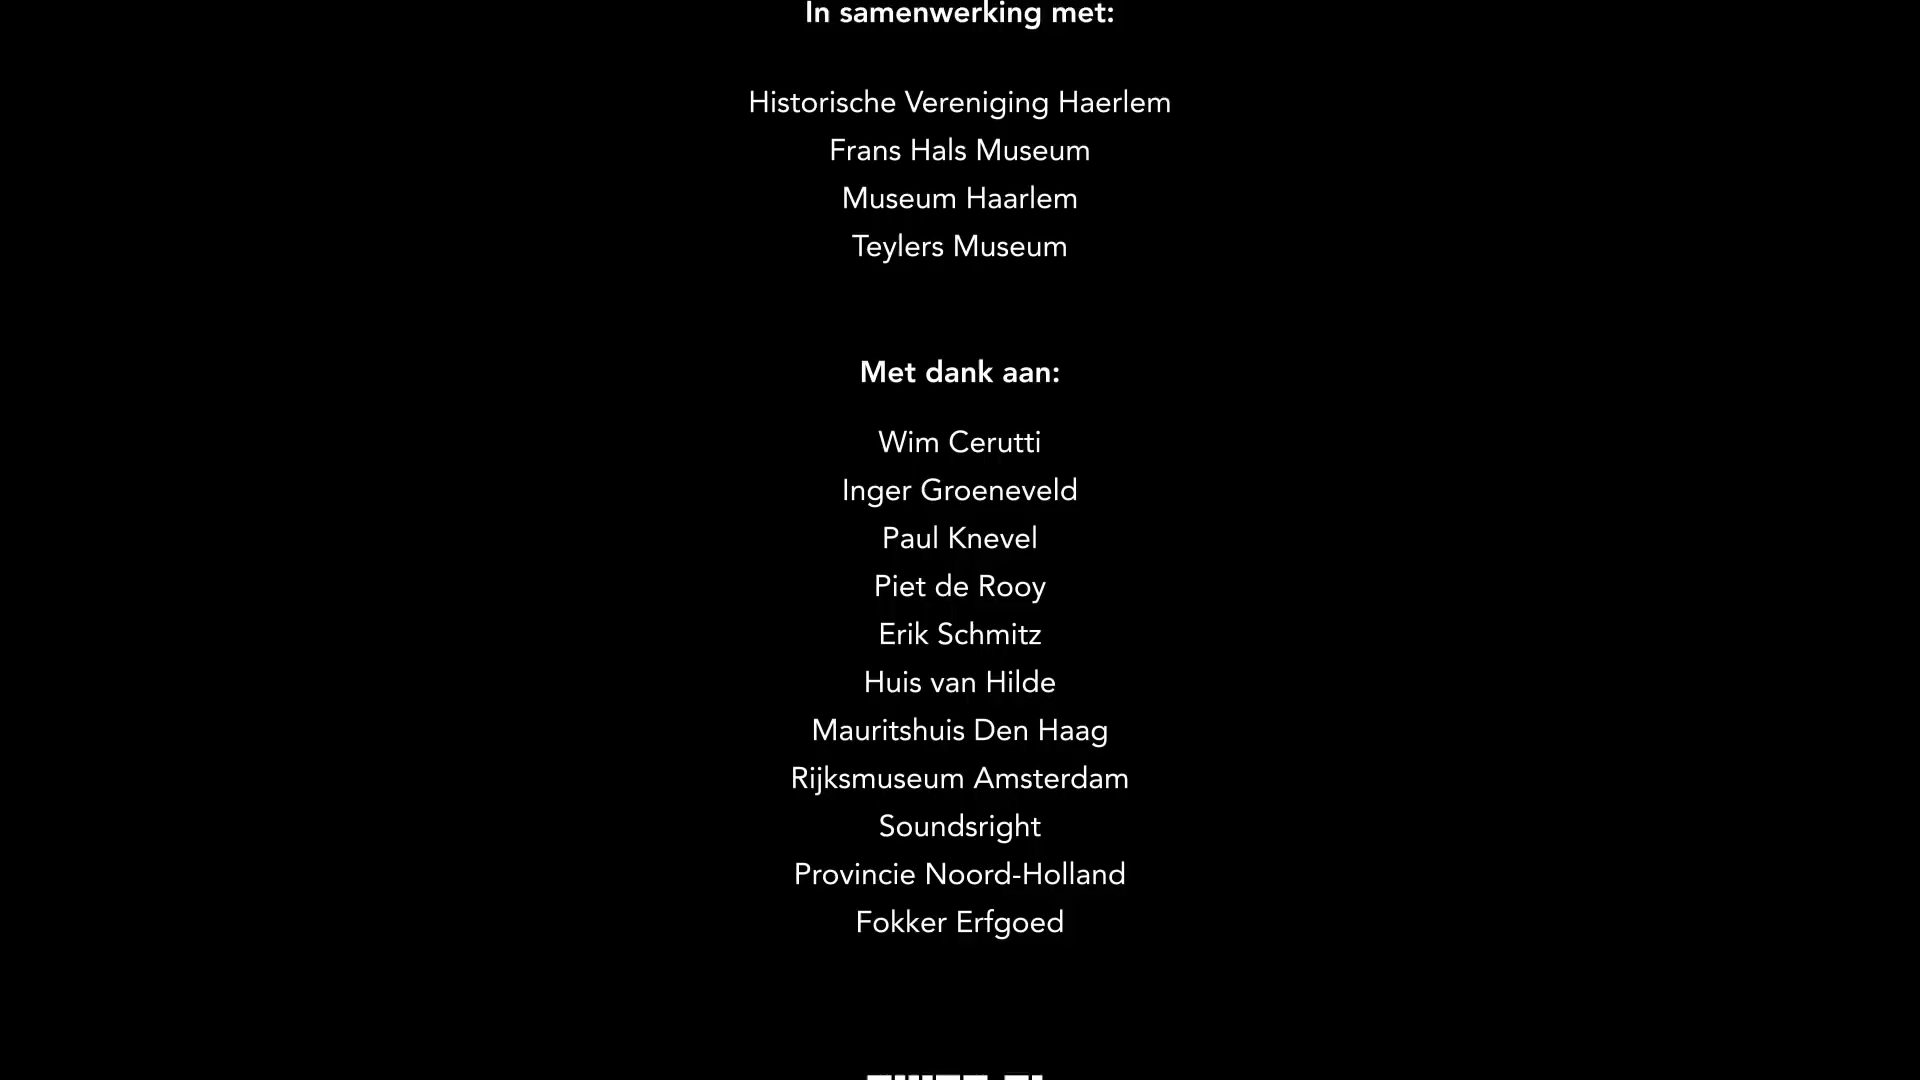 In samenwerking met:
Historische Vereniging Haerlem
Frans Hals Museum
Museum Haarlem
Teylers Museum
Met dank aan:
Wim Cerutti
Inger Groeneveld
Paul Knevel
Piet de Rooy
Erik Schmitz
Huis van Hilde
Mauritshuis Den Haag
Rijksmuseum Amsterdam
Soundsright
Provincie Noord-Holland
Fokker Erfgoed